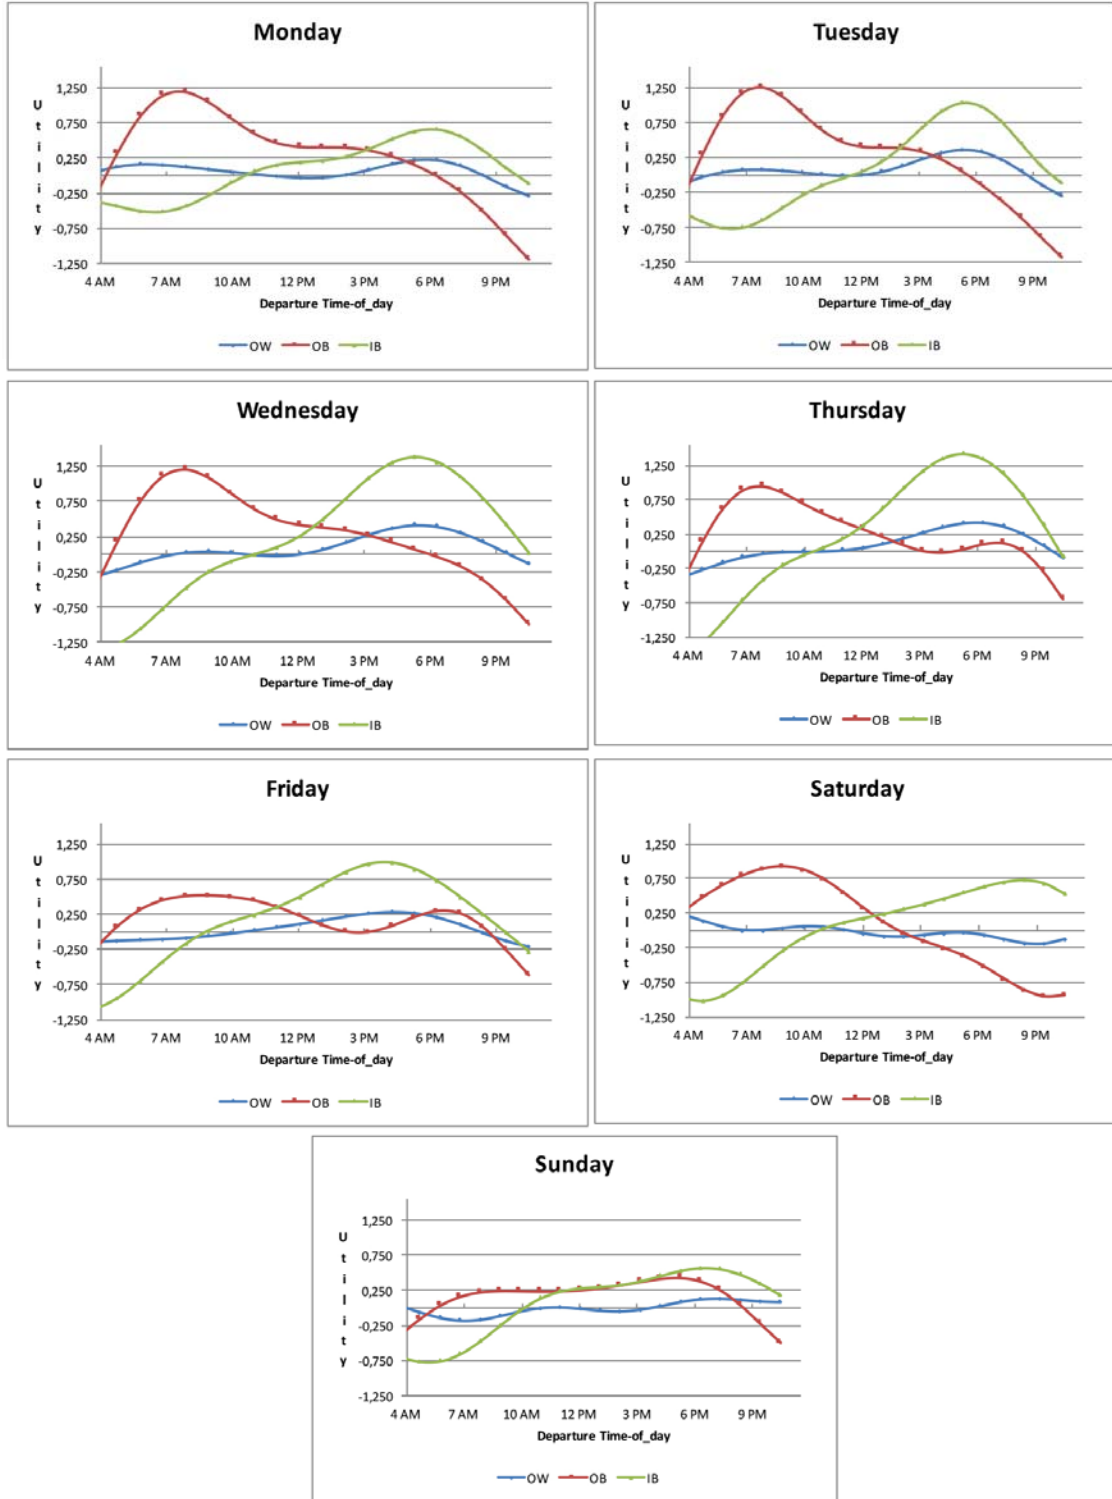 Monday
Utility
1,250
0,750
0,250
-0,250
-0,750
-1,250
4 AM 7 AM 10 AM 12 PM 3 PM 6 PM 9 PM
Departure Time-of_day
OW OB IB
Tuesday
Utility
1,250
0,750
0,250
-0,250
-0,750
-1,250
4 AM 7 AM 10 AM 12 PM 3 PM 6 PM 9 PM
Departure Time-of_day
OW OB IB
Wednesday
Utility
1,250
0,750
0,250
-0,250
-0,750
-1,250
4 AM 7 AM 10 AM 12 PM 3 PM 6 PM 9 PM
Departure Time-of_day
OW OB IB
Thursday
Utility
1,250
0,750
0,250
-0,250
-0,750
-1,250
4 AM 7 AM 10 AM 12 PM 3 PM 6 PM 9 PM
Departure Time-of_day
OW OB IB
Friday
Utility
1,250
0,750
0,250
-0,250
-0,750
-1,250
4 AM 7 AM 10 AM 12 PM 3 PM 6 PM 9 PM
Departure Time-of_day
OW OB IB
Saturday
Utility
1,250
0,750
0,250
-0,250
-0,750
-1,250
4 AM 7 AM 10 AM 12 PM 3 PM 6 PM 9 PM
Departure Time-of_day
OW OB IB
Sunday
Utility
1,250
0,750
0,250
-0,250
-0,750
-1,250
4 AM 7 AM 10 AM 12 PM 3 PM 6 PM 9 PM
Departure Time-of_day
OW OB IB